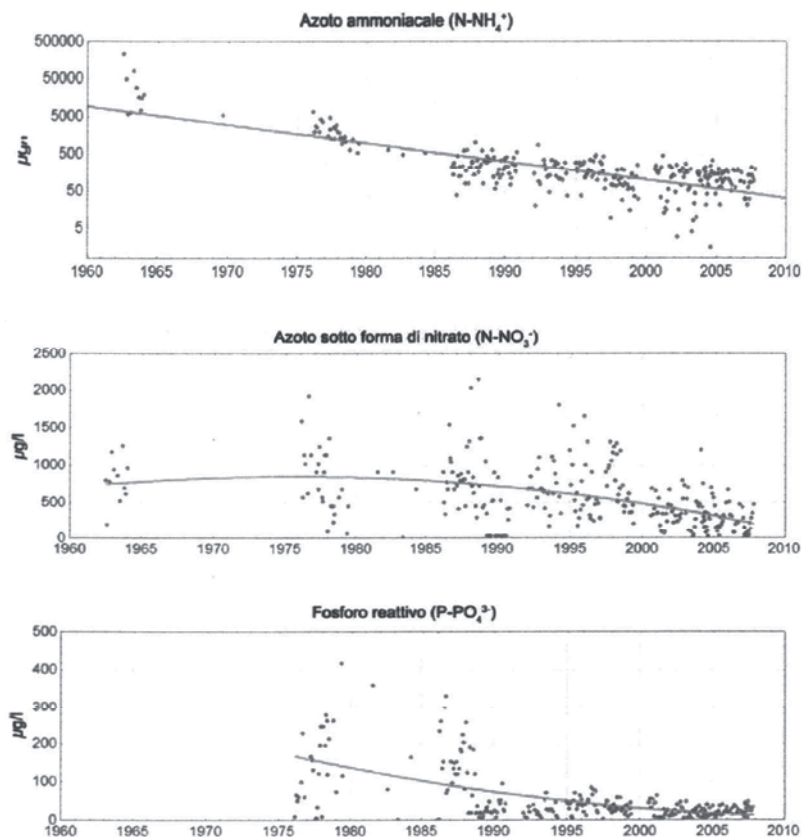 Azoto ammoniacale (N-NH₄⁺)
500000
50000
5000
500
50
5
1960 1965 1970 1975 1980 1985 1990 1995 2000 2005 2010
Azoto sotto forma di nitrato (N-NO₃⁻)
µg/l
2500
2000
1500
1000
500
0
1960 1965 1970 1975 1980 1985 1990 1995 2000 2005 2010
Fosforo reattivo (P-PO₄³⁻)
µg/l
500
400
300
200
100
0
1960 1965 1970 1975 1980 1985 1990 1995 2000 2005 2010